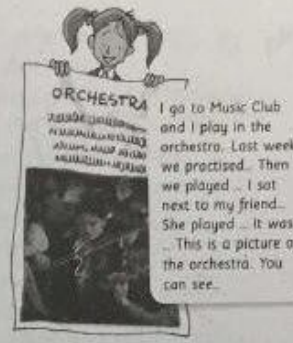 ORCHESTRA
I go to Music Club
and I play in the
orchestra. Last week
we practised... Then
we played ... I sat
next to my friend...
She played ... It was
... This is a picture of
the orchestra. You
can see...